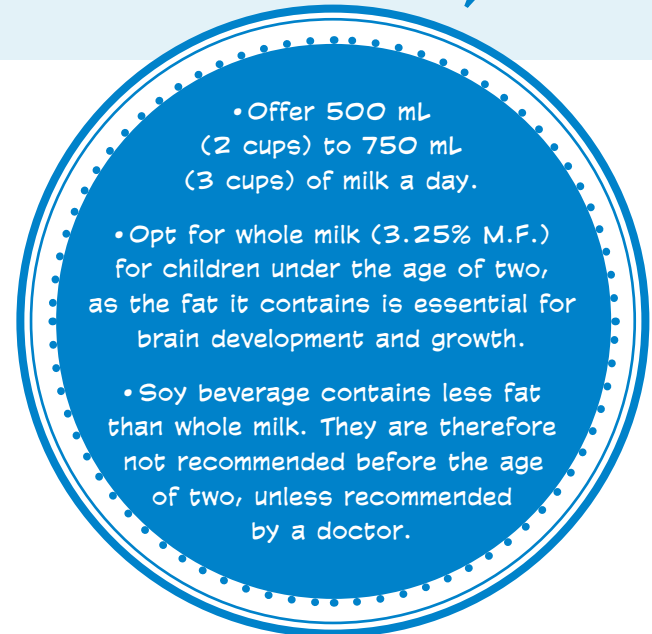 • Offer 500 mL
(2 cups) to 750 mL
(3 cups) of milk a day.
• Opt for whole milk (3.25% M.F.)
for children under the age of two,
as the fat it contains is essential for
brain development and growth.
• Soy beverage contains less fat
than whole milk. They are therefore
not recommended before the age
of two, unless recommended
by a doctor.